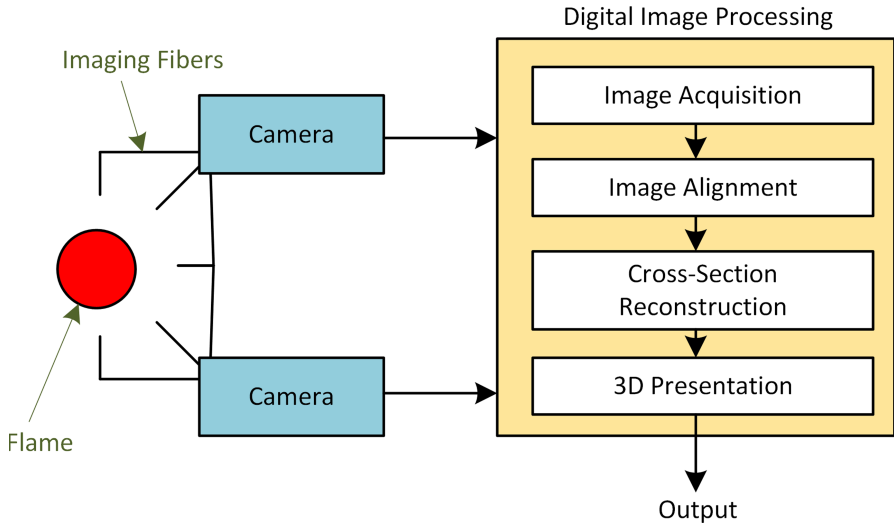 Digital Image Processing
Imaging Fibers
Camera
Image Acquisition
Image Alignment
Cross-Section
Reconstruction
Camera
3D Presentation
Flame
Output